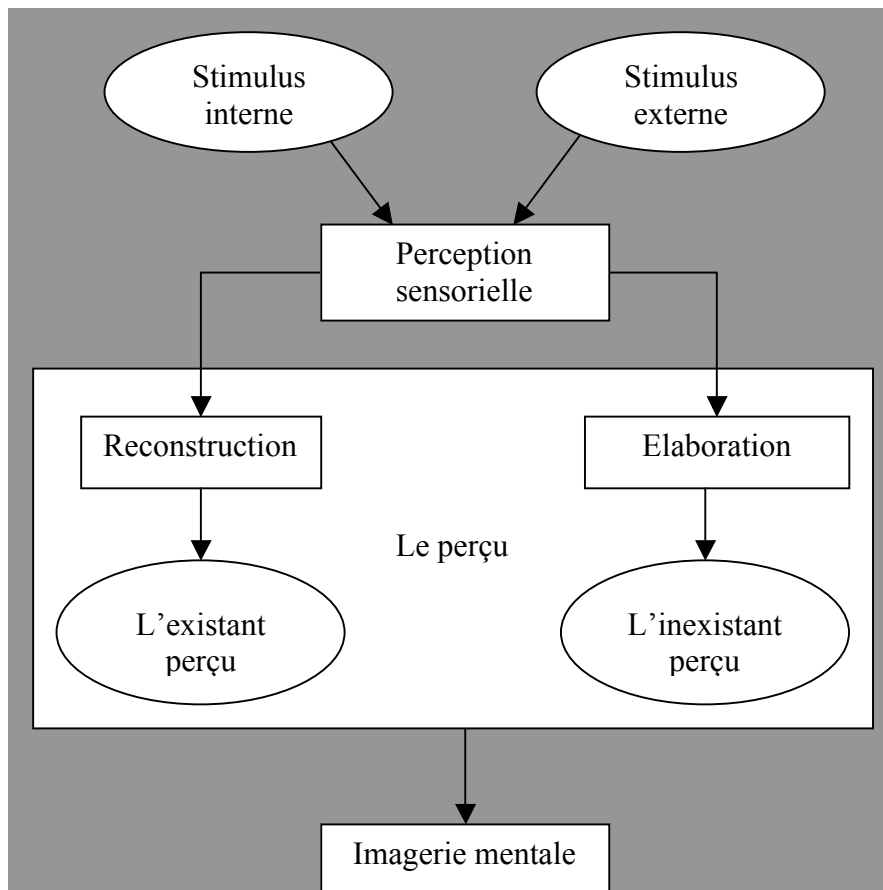 Stimulus
interne
Stimulus
externe
Perception
sensorielle
Reconstruction
Elaboration
Le perçu
L’existant
perçu
L’inexistant
perçu
Imagerie mentale